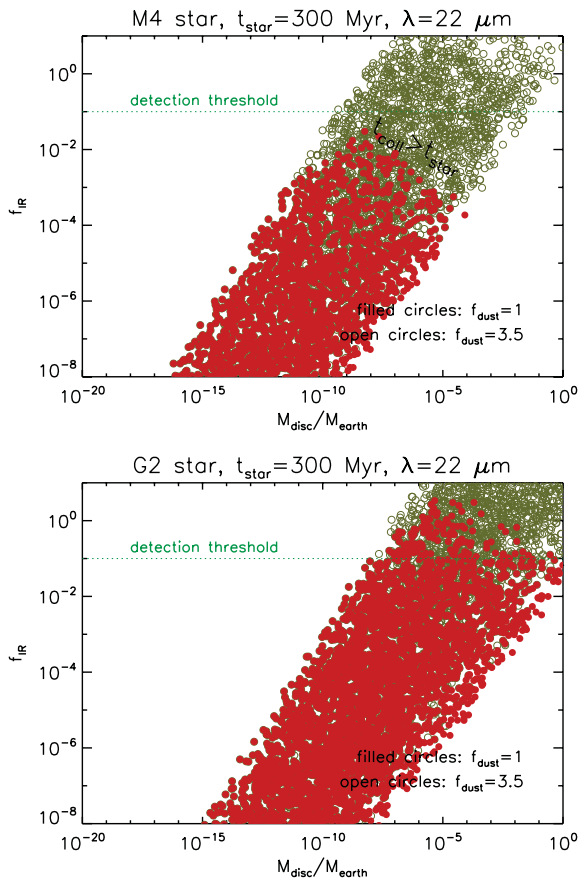 M4 star, t_star=300 Myr, λ=22 μm
10^0
detection threshold
t_coll > t_star
10^-2
f_IR
10^-4
10^-6
filled circles: f_dust=1
open circles: f_dust=3.5
10^-8
10^-20 10^-15 10^-10 10^-5 10^0
M_disc/M_earth
G2 star, t_star=300 Myr, λ=22 μm
10^0
detection threshold
10^-2
f_IR
10^-4
10^-6
filled circles: f_dust=1
open circles: f_dust=3.5
10^-8
10^-20 10^-15 10^-10 10^-5 10^0
M_disc/M_earth